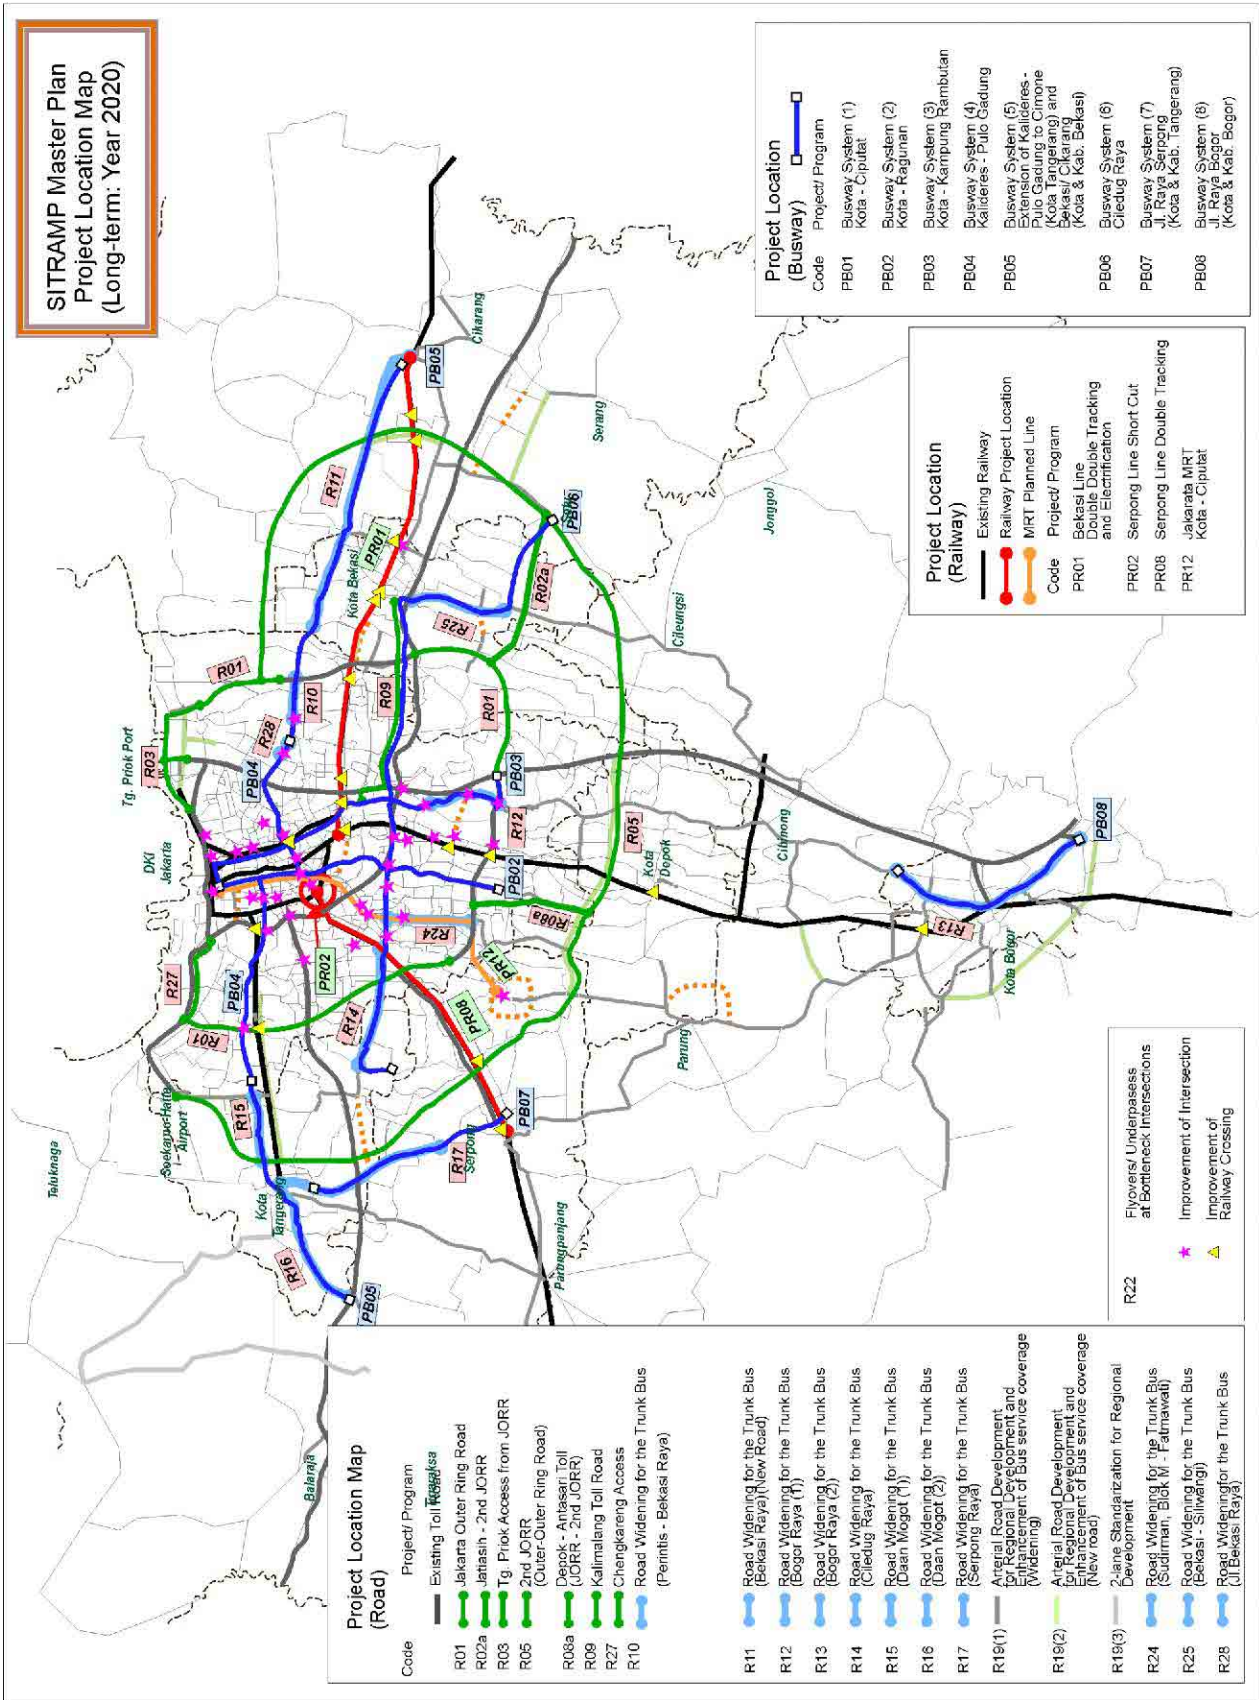 SITRAMP Master Plan
Project Location Map
(Long-term: Year 2020)
Project Location
(Busway)
Code Project/ Program
PB01 Busway System (1)
Kota - Ciputat
PB02 Busway System (2)
Kota - Ragunan
PB03 Busway System (3)
Kota - Kampung Rambutan
PB04 Busway System (4)
Kalideres - Pulo Gadung
PB05 Busway System (5)
Extension of Kalideres -
Pulo Gadung to Cimone
(Kota Tangerang) and
Bekasi/ Cikarang
(Kota & Kab. Bekasi)
PB06 Busway System (6)
Ciledug Raya
PB07 Busway System (7)
Jl. Raya Serpong
(Kota & Kab. Tangerang)
PB08 Busway System (8)
Jl. Raya Bogor
(Kota & Kab. Bogor)
Project Location
(Railway)
Existing Railway
Railway Project Location
MRT Planned Line
Code Project/ Program
PR01 Bekasi Line
Double Double Tracking
and Electrification
PR02 Serpong Line Short Cut
PR08 Serpong Line Double Tracking
PR12 Jakarata MRT
Kota - Ciputat
R22 Flyovers/ Underpasess
at Bottleneck Intersections
Improvement of Intersection
Improvement of
Railway Crossing
Project Location Map
(Road)
Code Project/ Program
Existing Toll Road
R01 Jakarta Outer Ring Road
R02a Jatiasih - 2nd JORR
R03 Tg. Priok Access from JORR
R05 2nd JORR
(Outer-Outer Ring Road)
R08a Depok - Antasari Toll
(JORR - 2nd JORR)
R09 Kalimalang Toll Road
R27 Chengkareng Access
R10 Road Widening for the Trunk Bus
(Perintis - Bekasi Raya)
R11 Road Widening for the Trunk Bus
(Bekasi Raya)(New Road)
R12 Road Widening for the Trunk Bus
(Bogor Raya (1))
R13 Road Widening for the Trunk Bus
(Bogor Raya (2))
R14 Road Widening for the Trunk Bus
(Ciledug Raya)
R15 Road Widening for the Trunk Bus
(Daan Mogot (1))
R16 Road Widening for the Trunk Bus
(Daan Mogot (2))
R17 Road Widening for the Trunk Bus
(Serpong Raya)
R19(1) Arterial Road Development
for Regional Development and
Enhancement of Bus service coverage
(Widening)
R19(2) Arterial Road Development
for Regional Development and
Enhancement of Bus service coverage
(New road)
R19(3) 2-lane Standarization for Regional
Development
R24 Road Widening for the Trunk Bus
(Sudirman, Blok M - Fatmawati)
R25 Road Widening for the Trunk Bus
(Bekasi - Siliwangi)
R28 Road Widening for the Trunk Bus
(Jl.Bekasi Raya)
Teluknaga
Soekarno-Hatta
Airport
Kota
Tangerang
Balaraja
Tigaraksa
Serpong
Parungpanjang
Parung
DKI
Jakarta
Tg. Priok Port
Kota Bekasi
Cikarang
Serang
Jonggol
Cileungsi
Kota
Depok
Cibinong
Kota Bogor
R27
R01
R15
R16
R17
R14
R24
R08a
R12
R05
R13
R03
R28
R10
R01
R01
R09
R11
R25
R02a
PB04
PB04
PB05
PB05
PB07
PB02
PB03
PB06
PB08
PR01
PR02
PR08
PR12